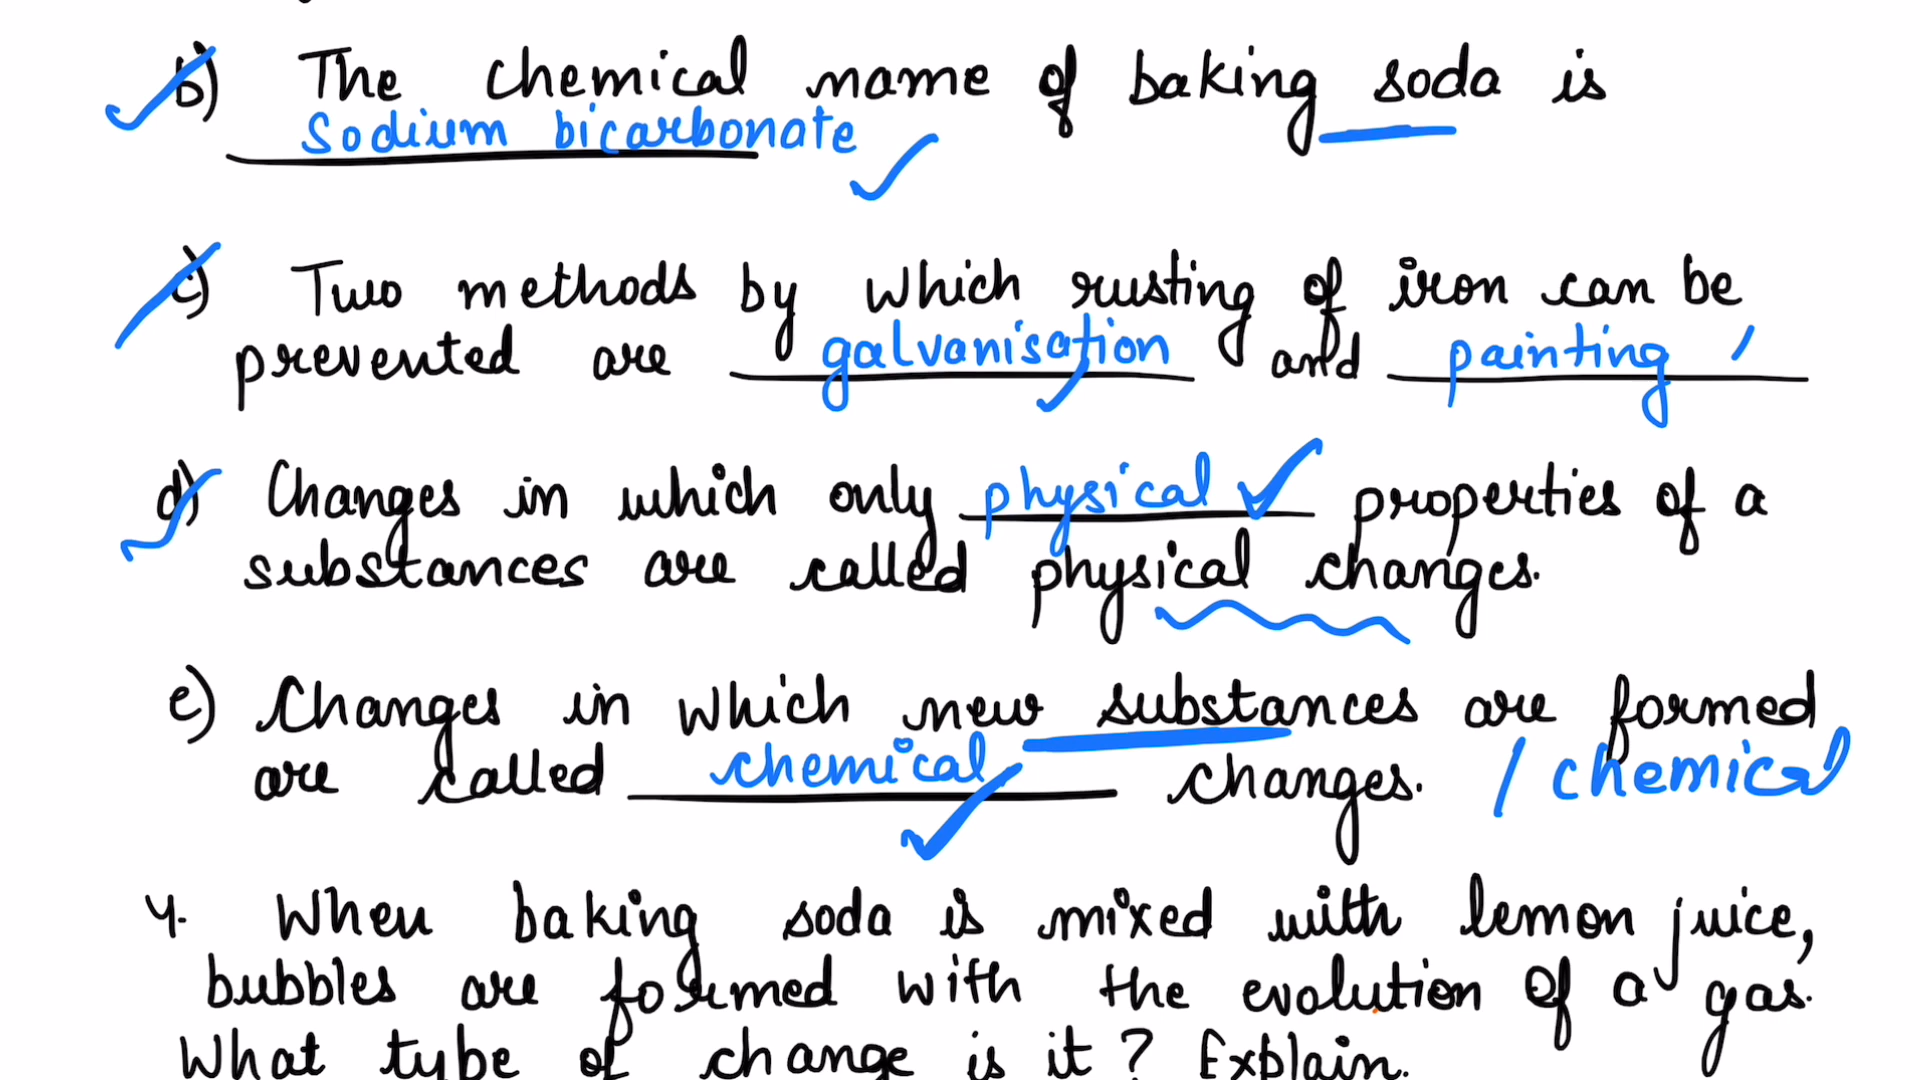 b) The chemical name of baking soda is
Sodium bicarbonate
c) Two methods by which rusting of iron can be
prevented are galvanisation and painting
d) Changes in which only physical properties of a
substances are called physical changes.
e) Changes in which new substances are formed
are called chemical changes. / chemical
4. When baking soda is mixed with lemon juice,
bubbles are formed with the evolution of a gas.
What type of change is it? Explain.